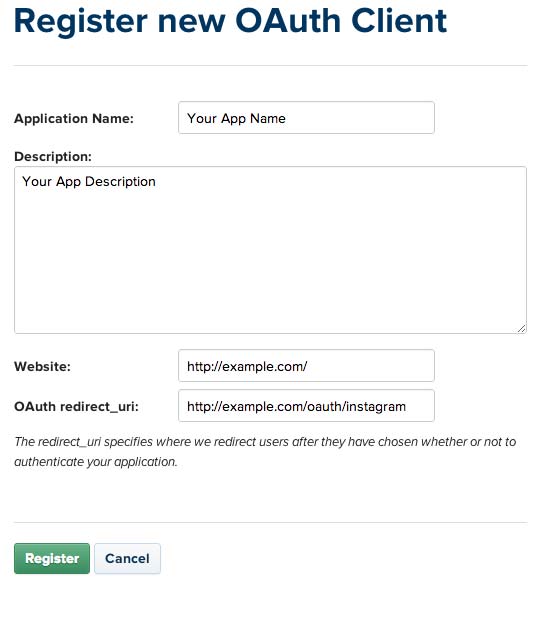 Register new OAuth Client
Application Name: Your App Name
Description:
Your App Description
Website: http://example.com/
OAuth redirect_uri: http://example.com/oauth/instagram
The redirect_uri specifies where we redirect users after they have chosen whether or not to
authenticate your application.
Register Cancel